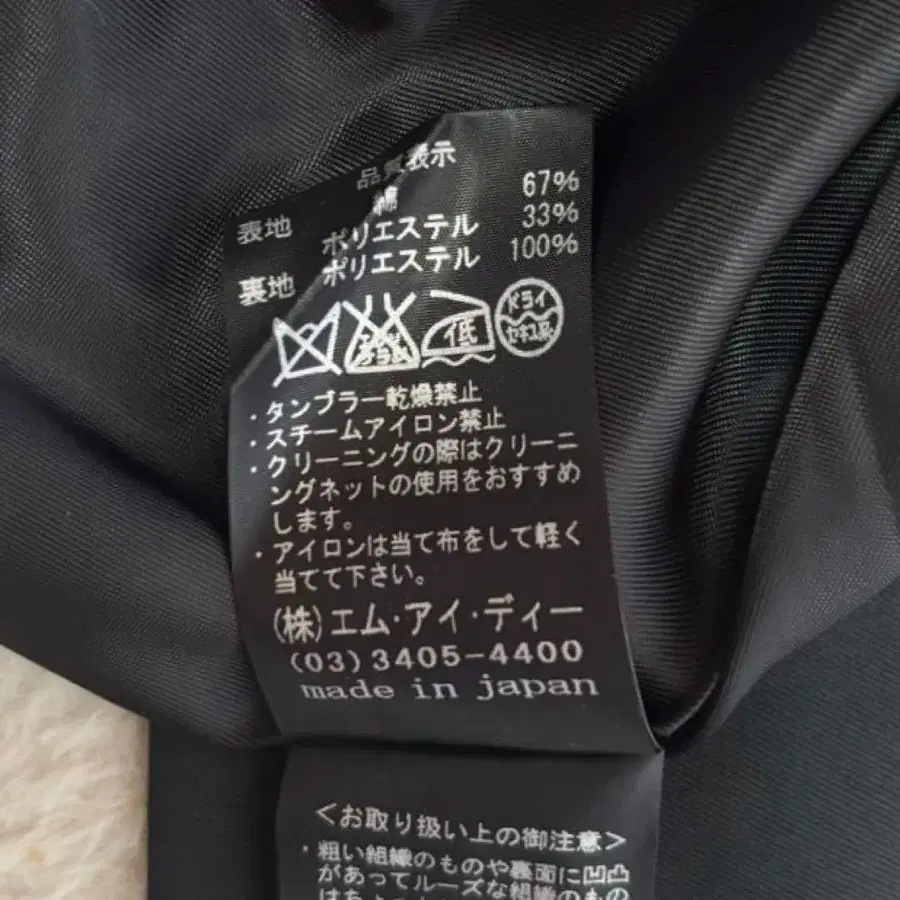 品質表示
表地 綿 67%
ポリエステル 33%
裏地 ポリエステル 100%
低
ドライ
セキユ系
・タンブラー乾燥禁止
・スチームアイロン禁止
・クリーニングの際はクリーニ
ングネットの使用をおすすめ
します。
・アイロンは当て布をして軽く
当てて下さい。
(株)エム・アイ・ディー
(03)3405-4400
made in japan
<お取り扱い上の御注意>
・粗い組織のものや裏面に凹凸
があってルーズな組織のもの